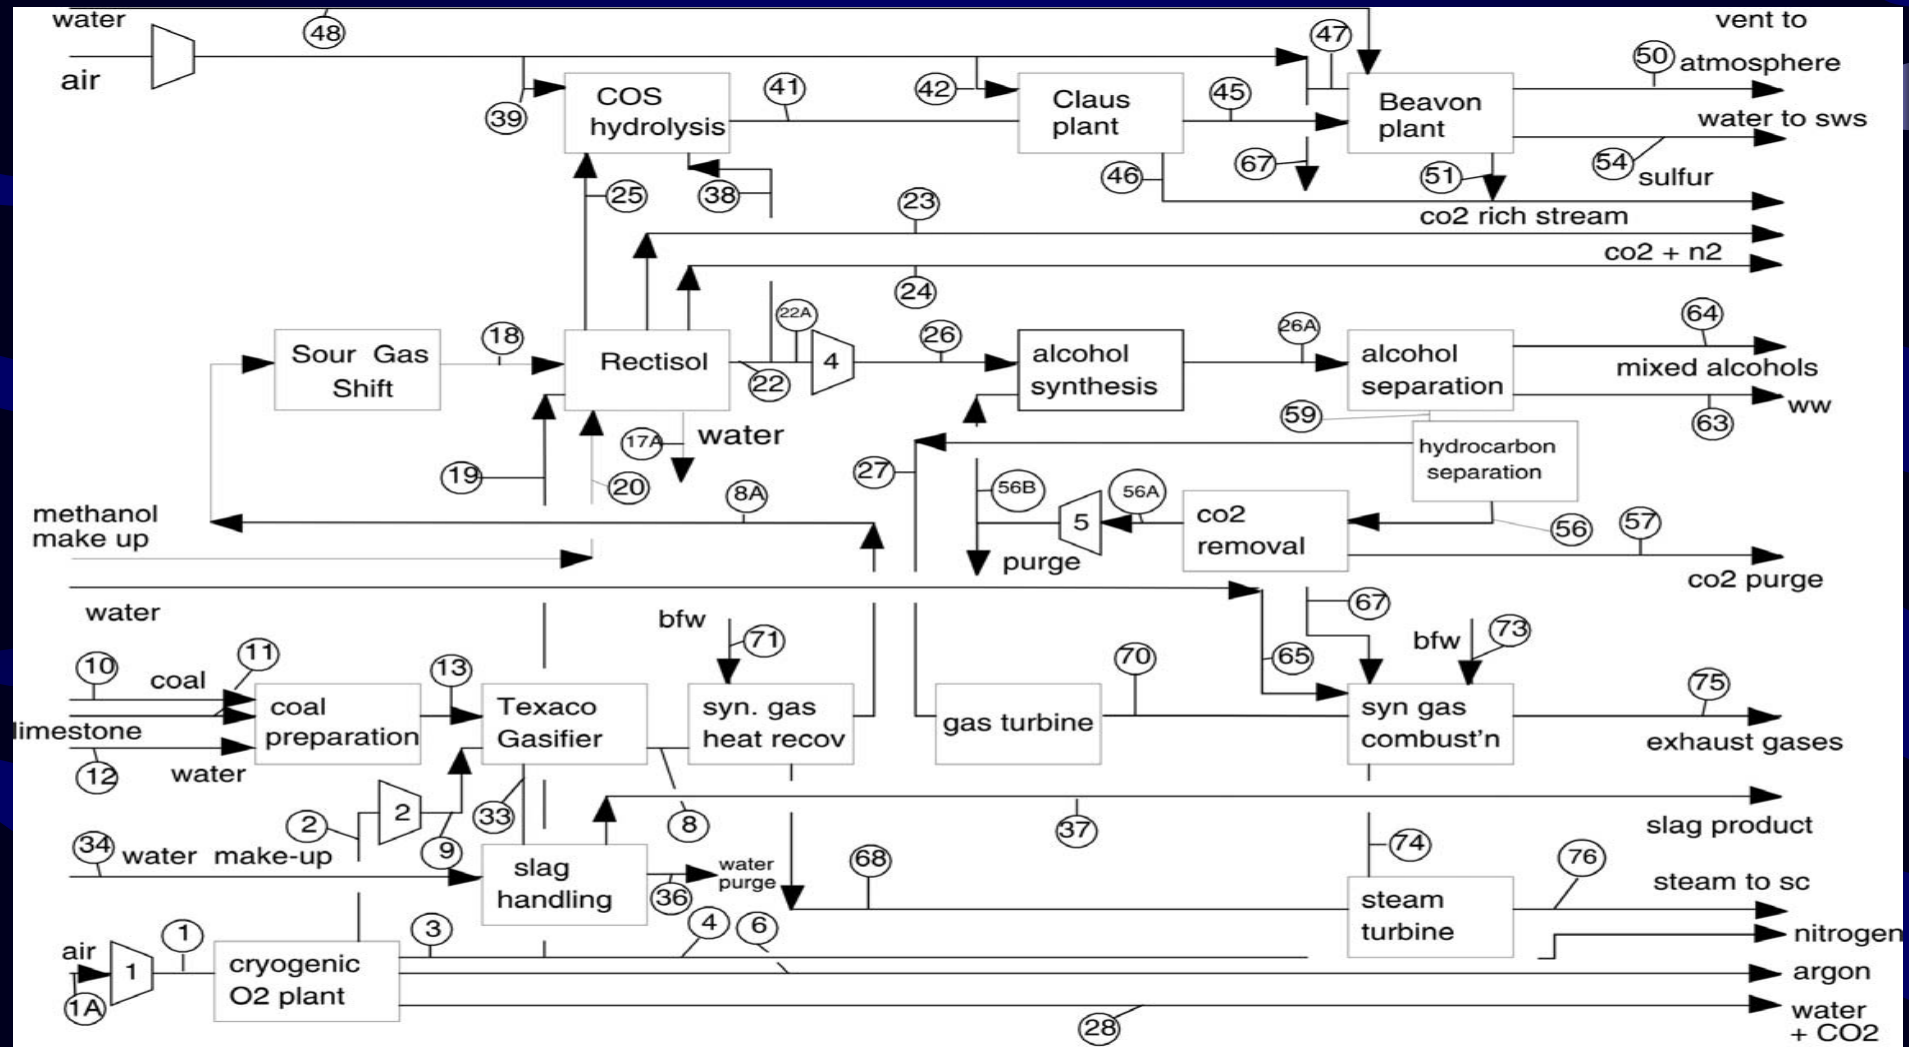 water
48
47
vent to
air
50
atmosphere
COS
hydrolysis
41
42
Claus
plant
45
Beavon
plant
39
water to sws
67
54
25
38
46
51
sulfur
23
co2 rich stream
co2 + n2
24
22A
64
18
26
26A
Sour Gas
Shift
Rectisol
4
alcohol
synthesis
alcohol
separation
mixed alcohols
22
ww
59
63
17A
water
hydrocarbon
separation
19
20
27
56B
56A
8A
methanol
make up
5
co2
removal
56
57
purge
co2 purge
water
bfw
71
67
bfw
73
10
coal
11
13
70
65
75
coal
preparation
Texaco
Gasifier
syn. gas
heat recov
gas turbine
syn gas
combust'n
limestone
exhaust gases
12
water
2
2
33
8
37
slag product
34
water make-up
9
74
76
slag
handling
water
purge
68
steam to sc
36
steam
turbine
1
3
4
6
nitrogen
air
1
cryogenic
O2 plant
argon
1A
28
water
+ CO2